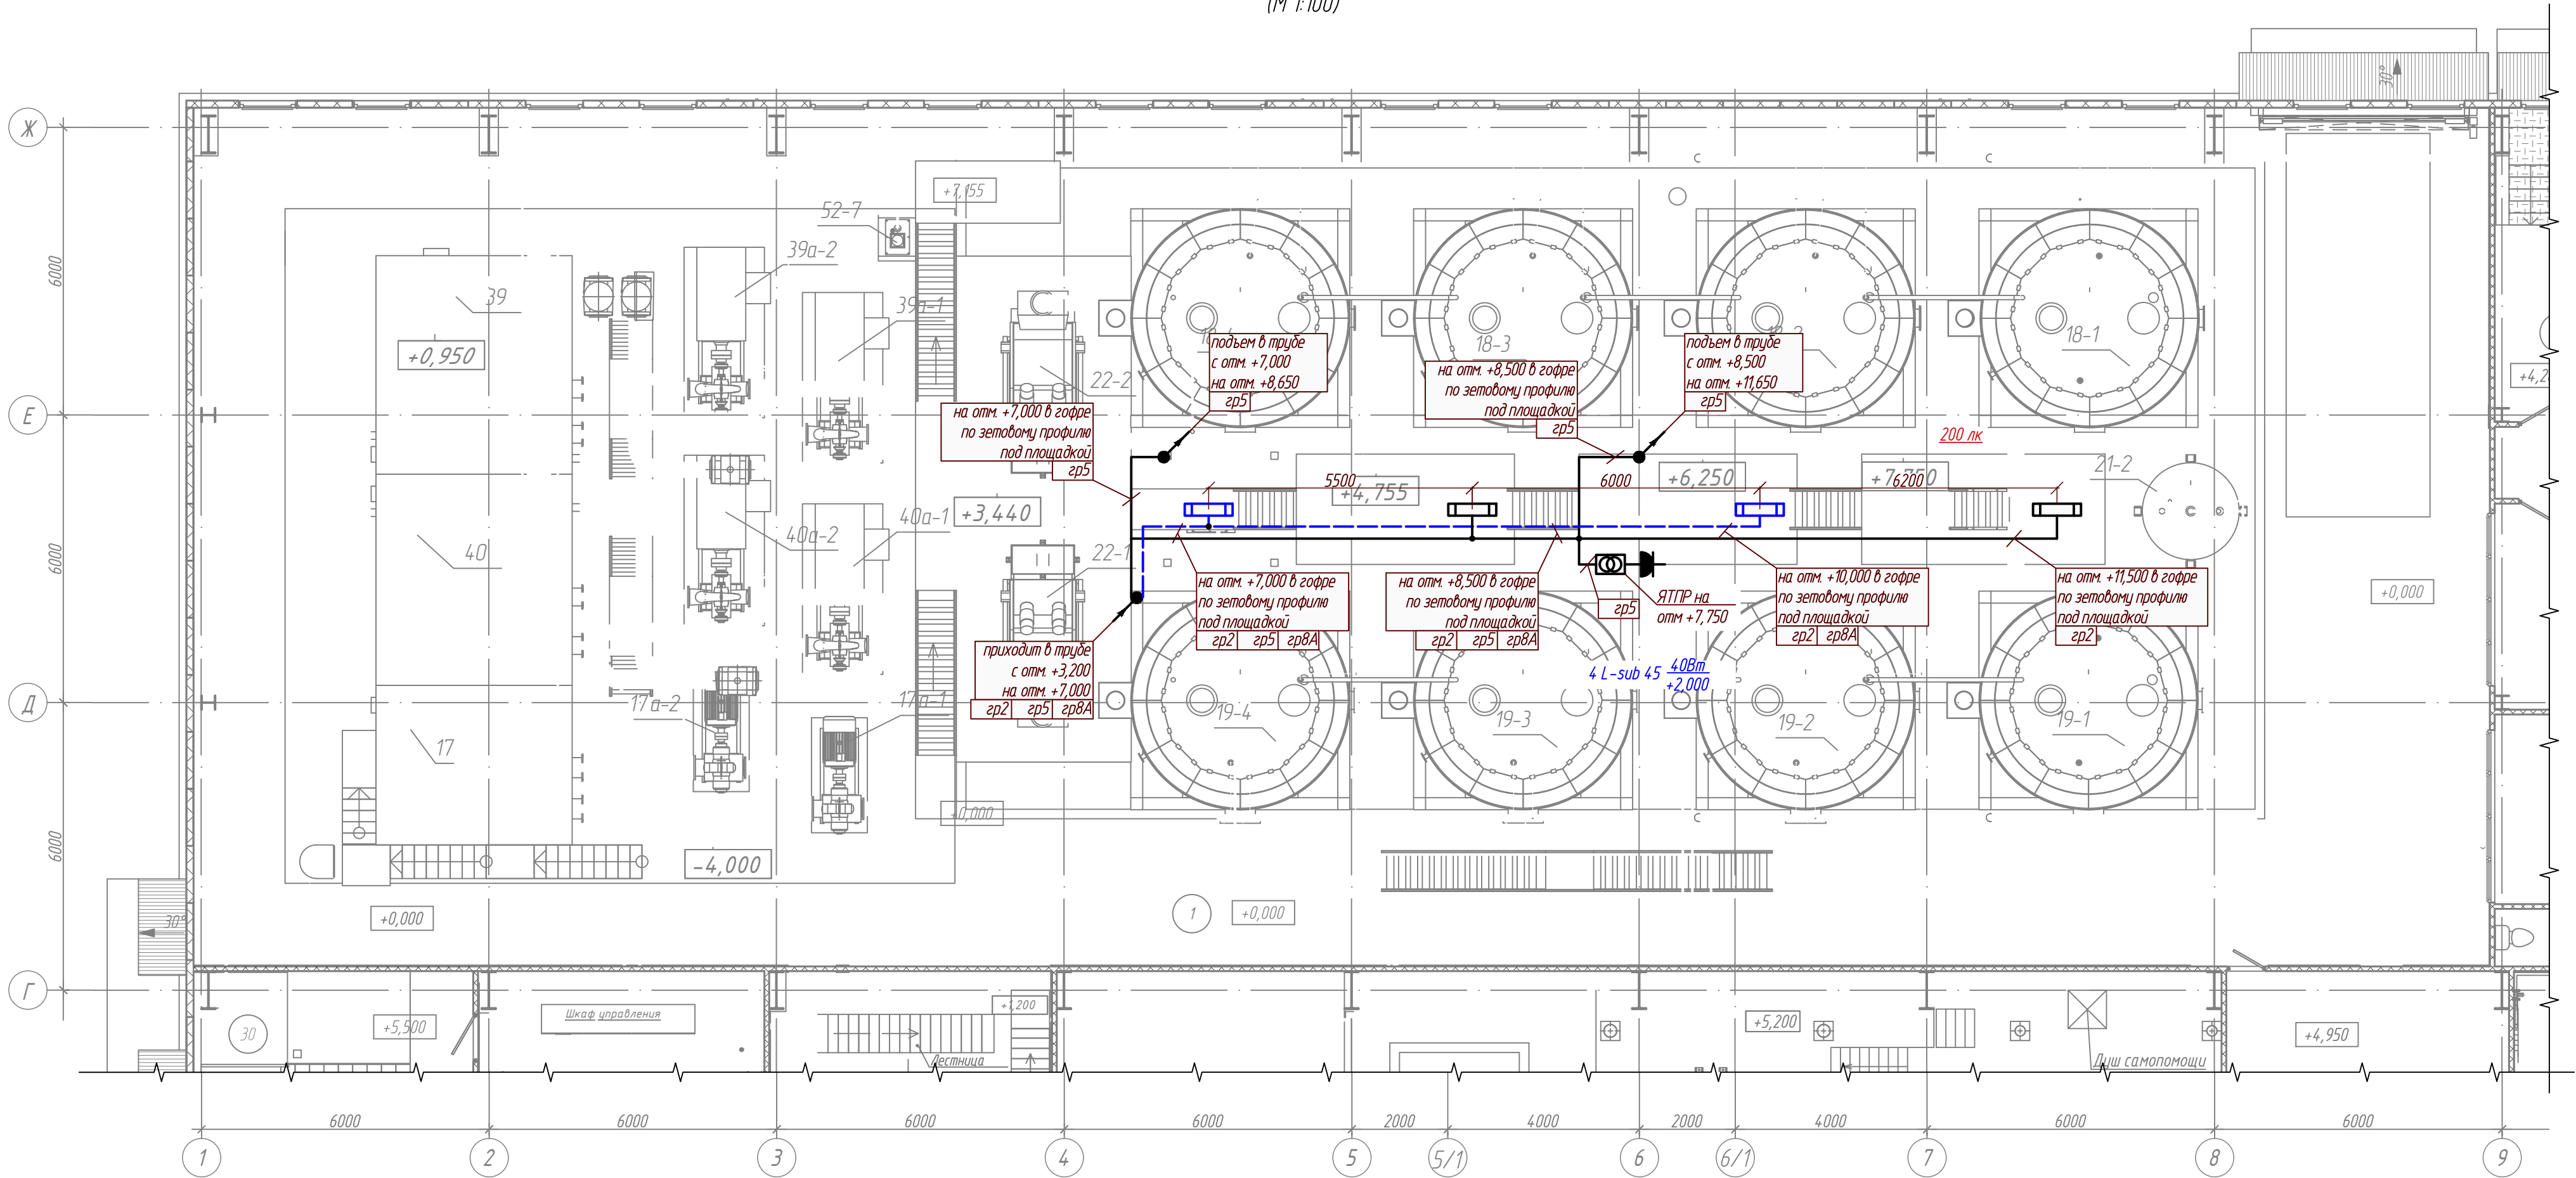 (М 1:100)
30°
Ж
+7,155
52-7
39а-2
39
39а-1
6000
+0,950
22-2
18-3
18-1
подъем в трубе
с отм. +7,000
на отм. +8,650
гр5
на отм. +8,500 в гофре
по зетовому профилю
под площадкой
гр5
подъем в трубе
с отм. +8,500
на отм. +11,650
гр5
Е
на отм. +7,000 в гофре
по зетовому профилю
под площадкой
гр5
200 лк
21-2
5500
6000
6200
+4,755
+6,250
+7,750
+3,440
40а-1
40а-2
40
22-1
6000
на отм. +7,000 в гофре
по зетовому профилю
под площадкой
гр2 гр5 гр8А
на отм. +8,500 в гофре
по зетовому профилю
под площадкой
гр2 гр5 гр8А
гр5
ЯТПР на
отм +7,750
на отм. +10,000 в гофре
по зетовому профилю
под площадкой
гр2 гр8А
на отм. +11,500 в гофре
по зетовому профилю
под площадкой
гр2
+0,000
приходит в трубе
с отм. +3,200
на отм. +7,000
гр2 гр5 гр8А
4 L-sub 45 40Вт
+2,000
Д
17а-2
17а-1
17
19-4
19-3
19-2
19-1
+0,000
6000
-4,000
30°
+0,000
1
+0,000
Г
30
+5,500
Шкаф управления
+1,200
Лестница
+5,200
Душ самопомощи
+4,950
6000
6000
6000
6000
2000
4000
2000
4000
6000
6000
1
2
3
4
5
5/1
6
6/1
7
8
9